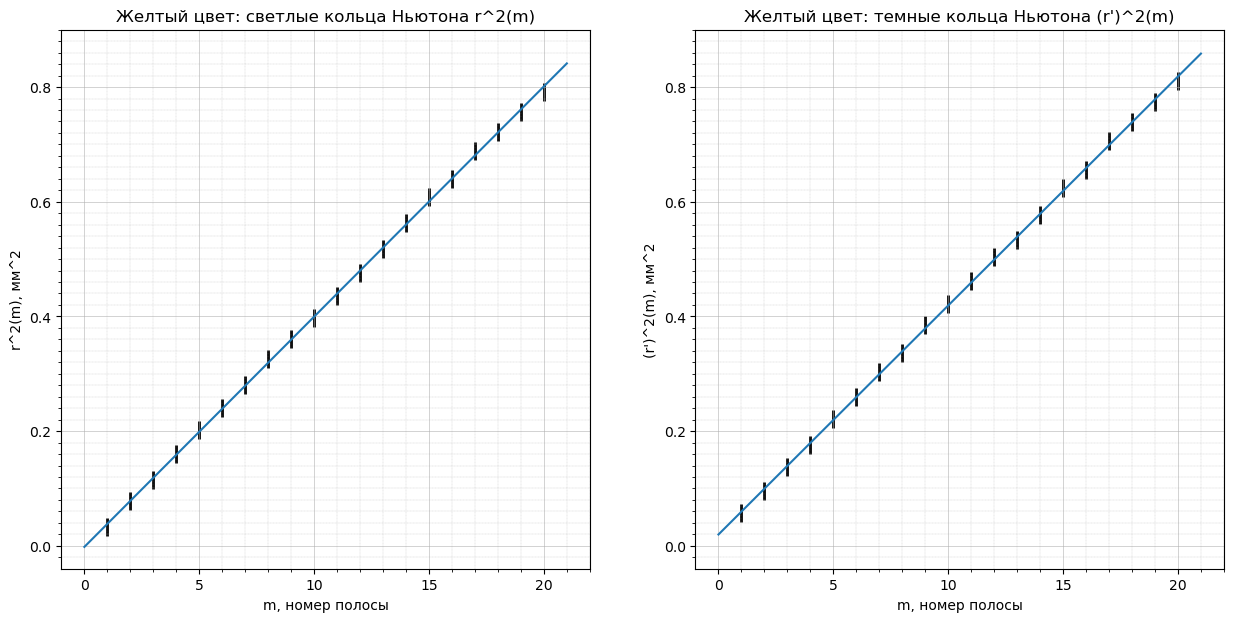 Желтый цвет: светлые кольца Ньютона r^2(m)
r^2(m), мм^2
0.8
0.6
0.4
0.2
0.0
0 5 10 15 20
m, номер полосы
Желтый цвет: темные кольца Ньютона (r')^2(m)
(r')^2(m), мм^2
0.8
0.6
0.4
0.2
0.0
0 5 10 15 20
m, номер полосы